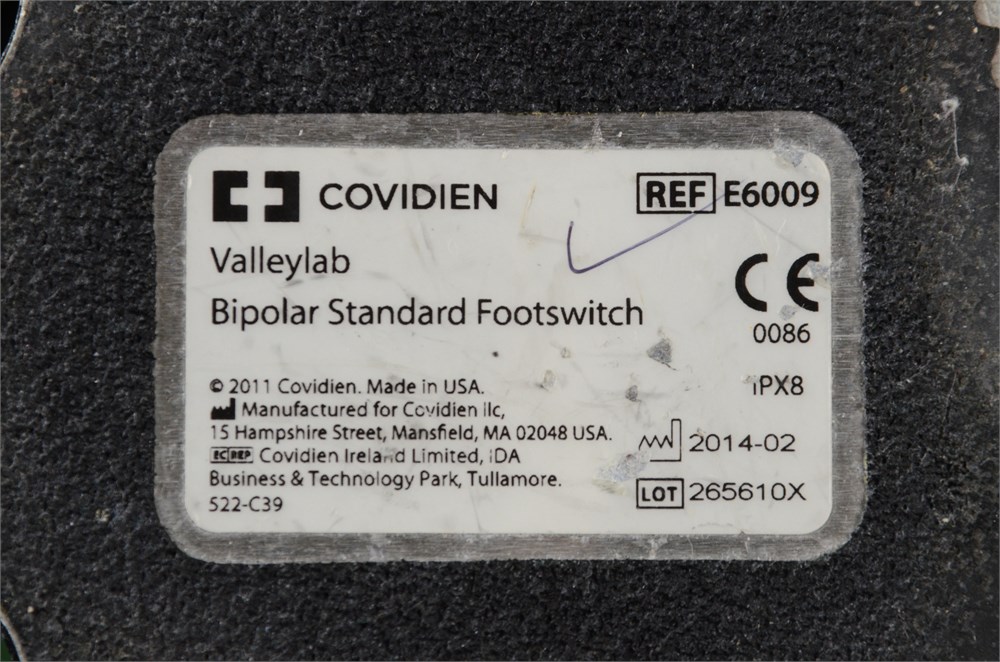 COVIDIEN
REF E6009
Valleylab
Bipolar Standard Footswitch
CE
0086
© 2011 Covidien. Made in USA.
Manufactured for Covidien llc,
15 Hampshire Street, Mansfield, MA 02048 USA.
EC REP Covidien Ireland Limited, IDA
Business & Technology Park, Tullamore.
522-C39
IPX8
2014-02
LOT 265610X